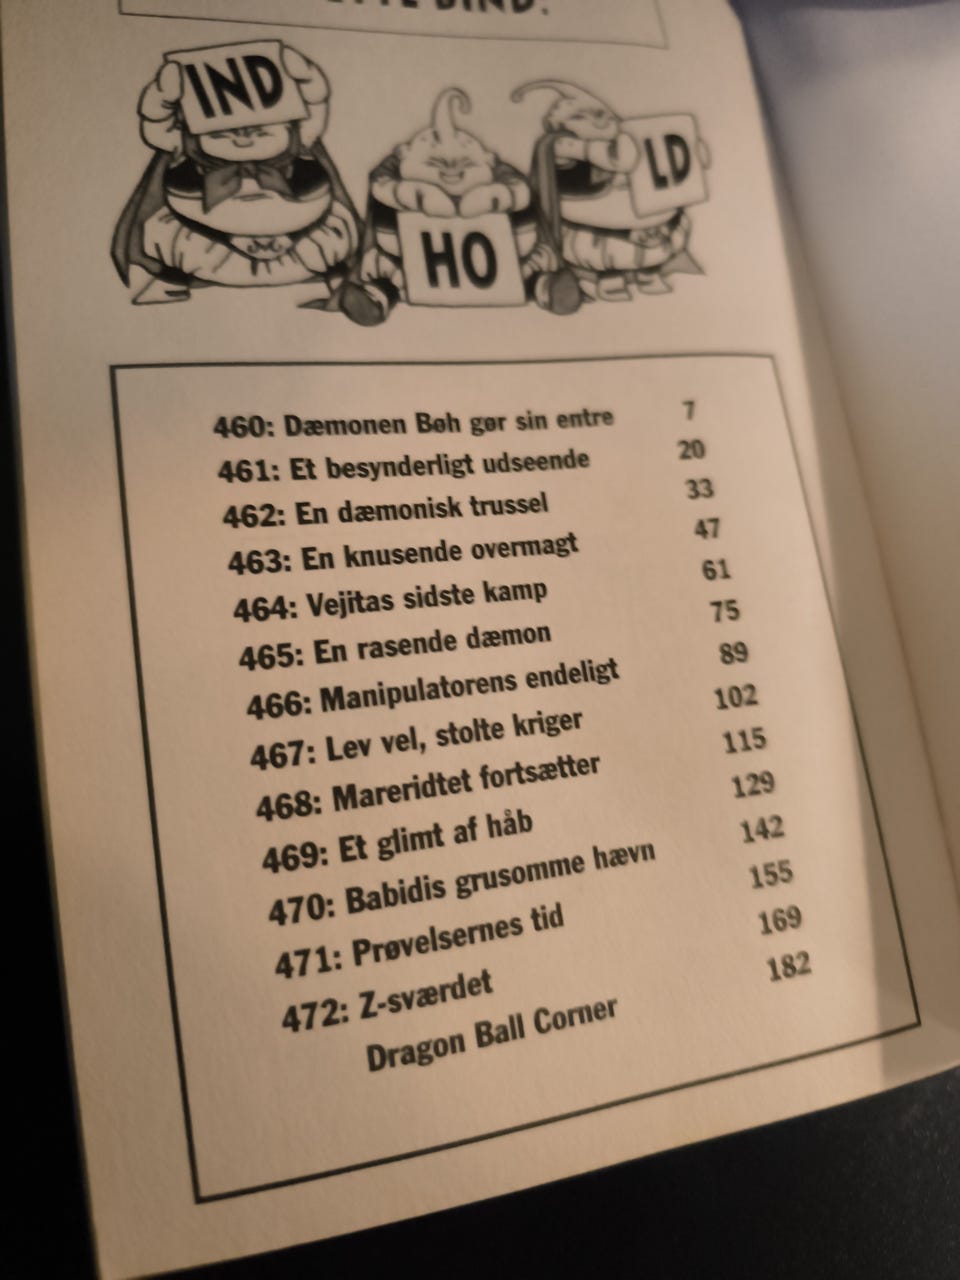 BIND:
IND
HO
LD
460: Dæmonen Bøh gør sin entre 7
461: Et besynderligt udseende 20
462: En dæmonisk trussel 33
463: En knusende overmagt 47
464: Vejitas sidste kamp 61
465: En rasende dæmon 75
466: Manipulatorens endeligt 89
467: Lev vel, stolte kriger 102
468: Mareridtet fortsætter 115
469: Et glimt af håb 129
470: Babidis grusomme hævn 142
471: Prøvelsernes tid 155
472: Z-sværdet 169
Dragon Ball Corner 182